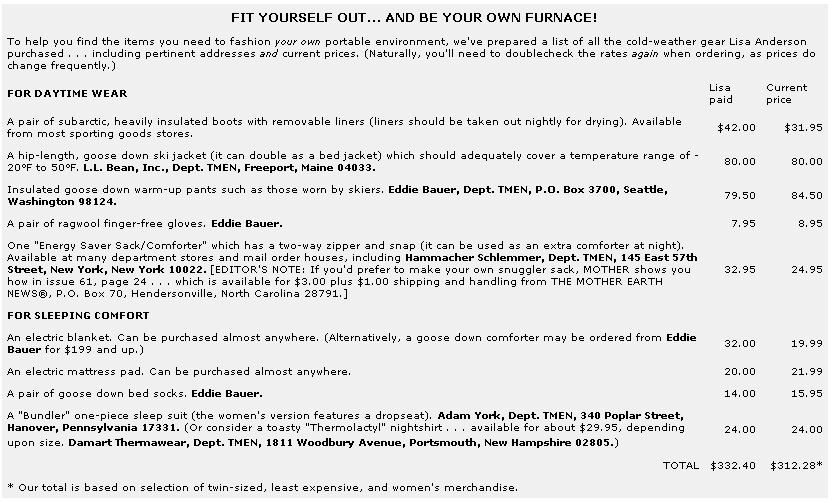 FIT YOURSELF OUT... AND BE YOUR OWN FURNACE!
To help you find the items you need to fashion your own portable environment, we've prepared a list of all the cold-weather gear Lisa Anderson
purchased . . . including pertinent addresses and current prices. (Naturally, you'll need to doublecheck the rates again when ordering, as prices do
change frequently.)
FOR DAYTIME WEAR
Lisa paid
Current price
A pair of subarctic, heavily insulated boots with removable liners (liners should be taken out nightly for drying). Available
from most sporting goods stores.
$42.00 $31.95
A hip-length, goose down ski jacket (it can double as a bed jacket) which should adequately cover a temperature range of -
20ºF to 50ºF. L.L. Bean, Inc., Dept. TMEN, Freeport, Maine 04033.
80.00 80.00
Insulated goose down warm-up pants such as those worn by skiers. Eddie Bauer, Dept. TMEN, P.O. Box 3700, Seattle,
Washington 98124.
79.50 84.50
A pair of ragwool finger-free gloves. Eddie Bauer. 7.95 8.95
One "Energy Saver Sack/Comforter" which has a two-way zipper and snap (it can be used as an extra comforter at night).
Available at many department stores and mail order houses, including Hammacher Schlemmer, Dept. TMEN, 145 East 57th
Street, New York, New York 10022. [EDITOR'S NOTE: If you'd prefer to make your own snuggler sack, MOTHER shows you
how in issue 61, page 24 . . . which is available for $3.00 plus $1.00 shipping and handling from THE MOTHER EARTH
NEWS®, P.O. Box 70, Hendersonville, North Carolina 28791.]
32.95 24.95
FOR SLEEPING COMFORT
An electric blanket. Can be purchased almost anywhere. (Alternatively, a goose down comforter may be ordered from Eddie
Bauer for $199 and up.)
32.00 19.99
An electric mattress pad. Can be purchased almost anywhere. 20.00 21.99
A pair of goose down bed socks. Eddie Bauer. 14.00 15.95
A "Bundler" one-piece sleep suit (the women's version features a dropseat). Adam York, Dept. TMEN, 340 Poplar Street,
Hanover, Pennsylvania 17331. (Or consider a toasty "Thermolactyl" nightshirt . . . available for about $29.95, depending
upon size. Damart Thermawear, Dept. TMEN, 1811 Woodbury Avenue, Portsmouth, New Hampshire 02805.)
24.00 24.00
TOTAL $332.40 $312.28*
* Our total is based on selection of twin-sized, least expensive, and women's merchandise.